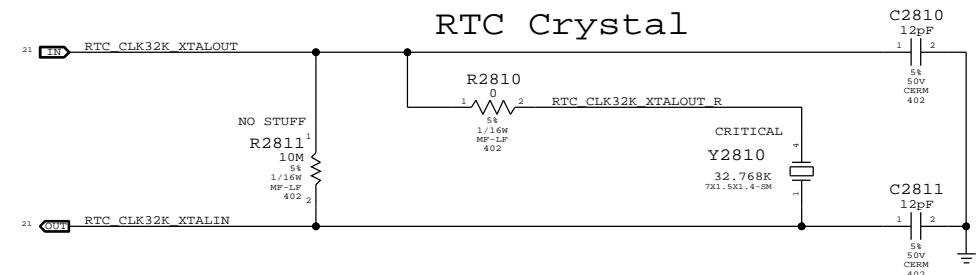 RTC Crystal
C2810
12pF
21 IN RTC_CLK32K_XTALOUT
1 2
5%
50V
CERM
402
R2810
0
1 2 RTC_CLK32K_XTALOUT_R
5%
1/16W
MF-LF
402
NO STUFF
R2811 1
10M
5%
1/16W
MF-LF
402 2
CRITICAL
4
Y2810
32.768K
7X1.5X1.4-SM
1
C2811
12pF
21 OUT RTC_CLK32K_XTALIN
1 2
5%
50V
CERM
402